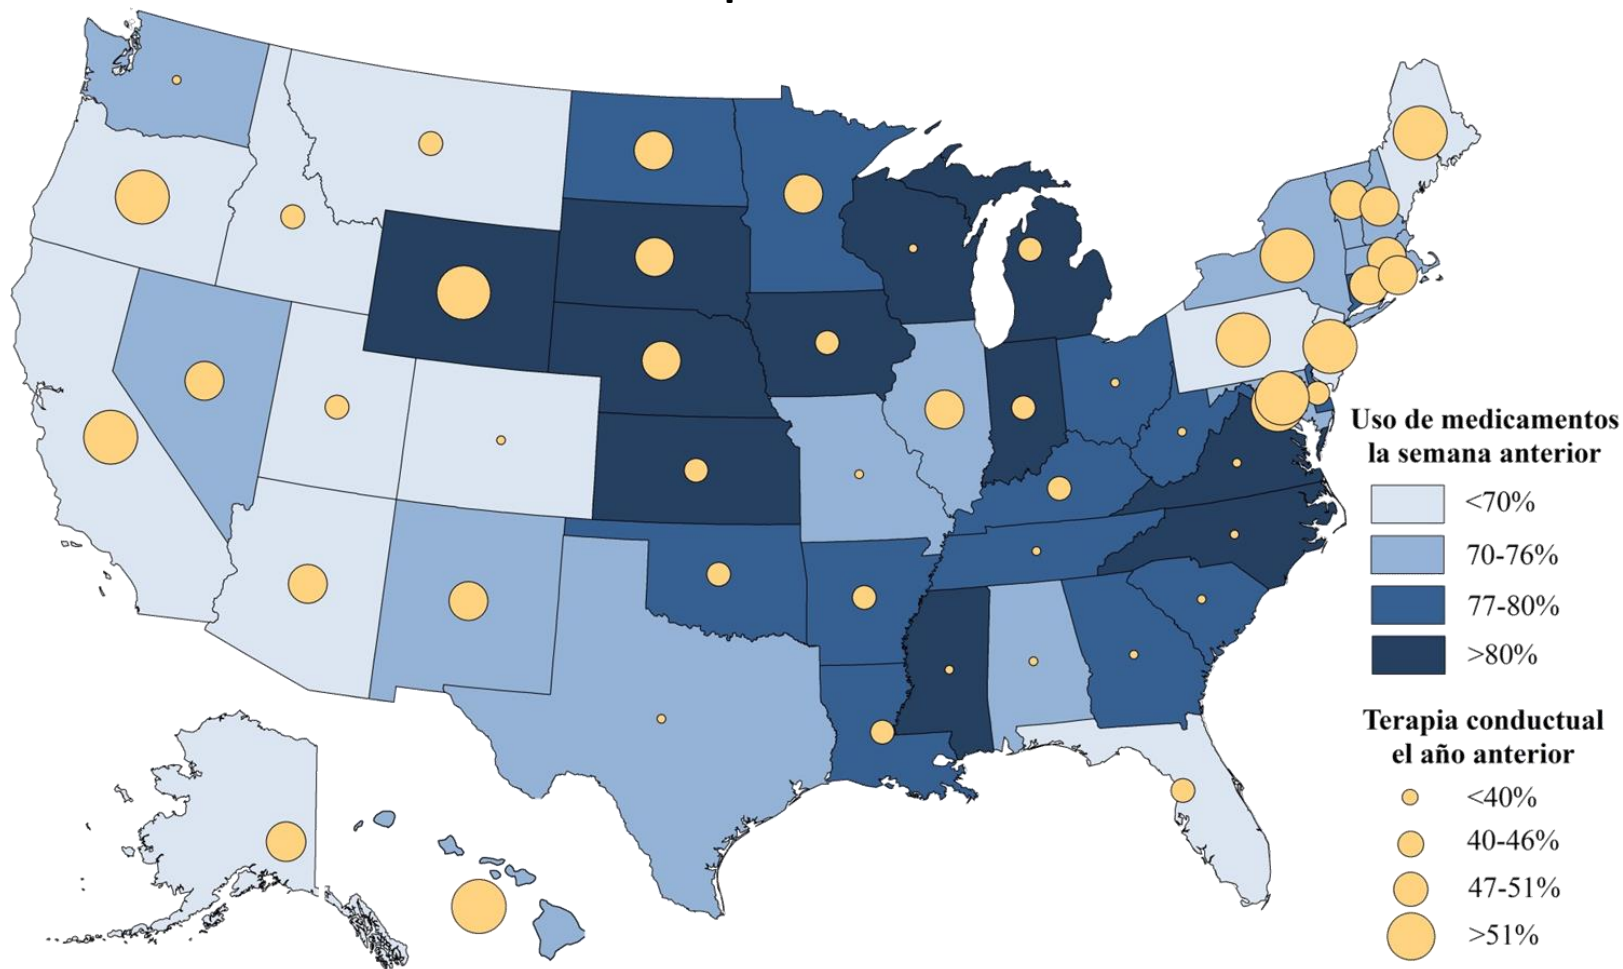 Uso de medicamentos
la semana anterior
<70%
70-76%
77-80%
>80%
Terapia conductual
el año anterior
<40%
40-46%
47-51%
>51%